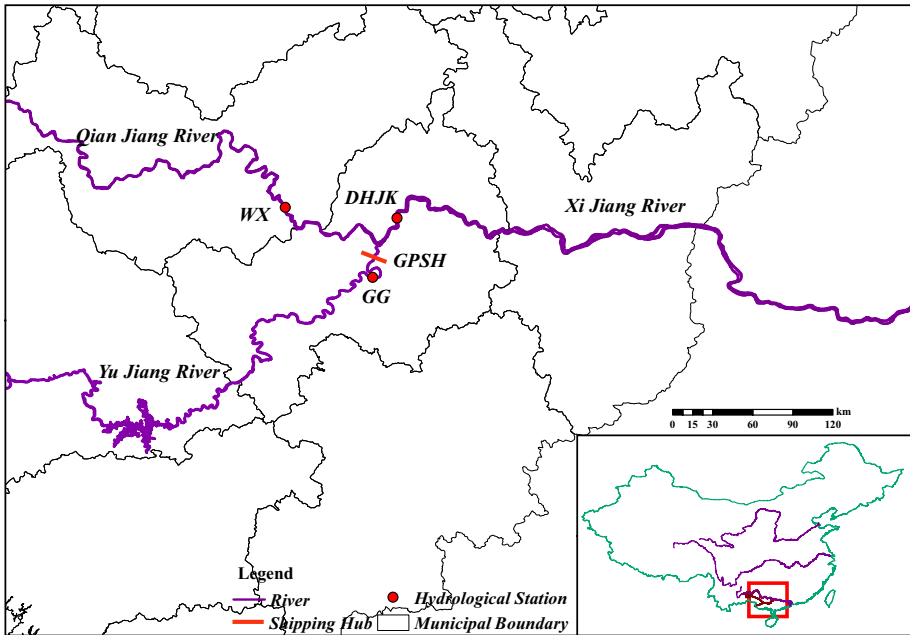 Qian Jiang River
WX
DHJK
Xi Jiang River
GPSH
GG
Yu Jiang River
km
0 15 30 60 90 120
Legend
River
Hydrological Station
Shipping Hub
Municipal Boundary